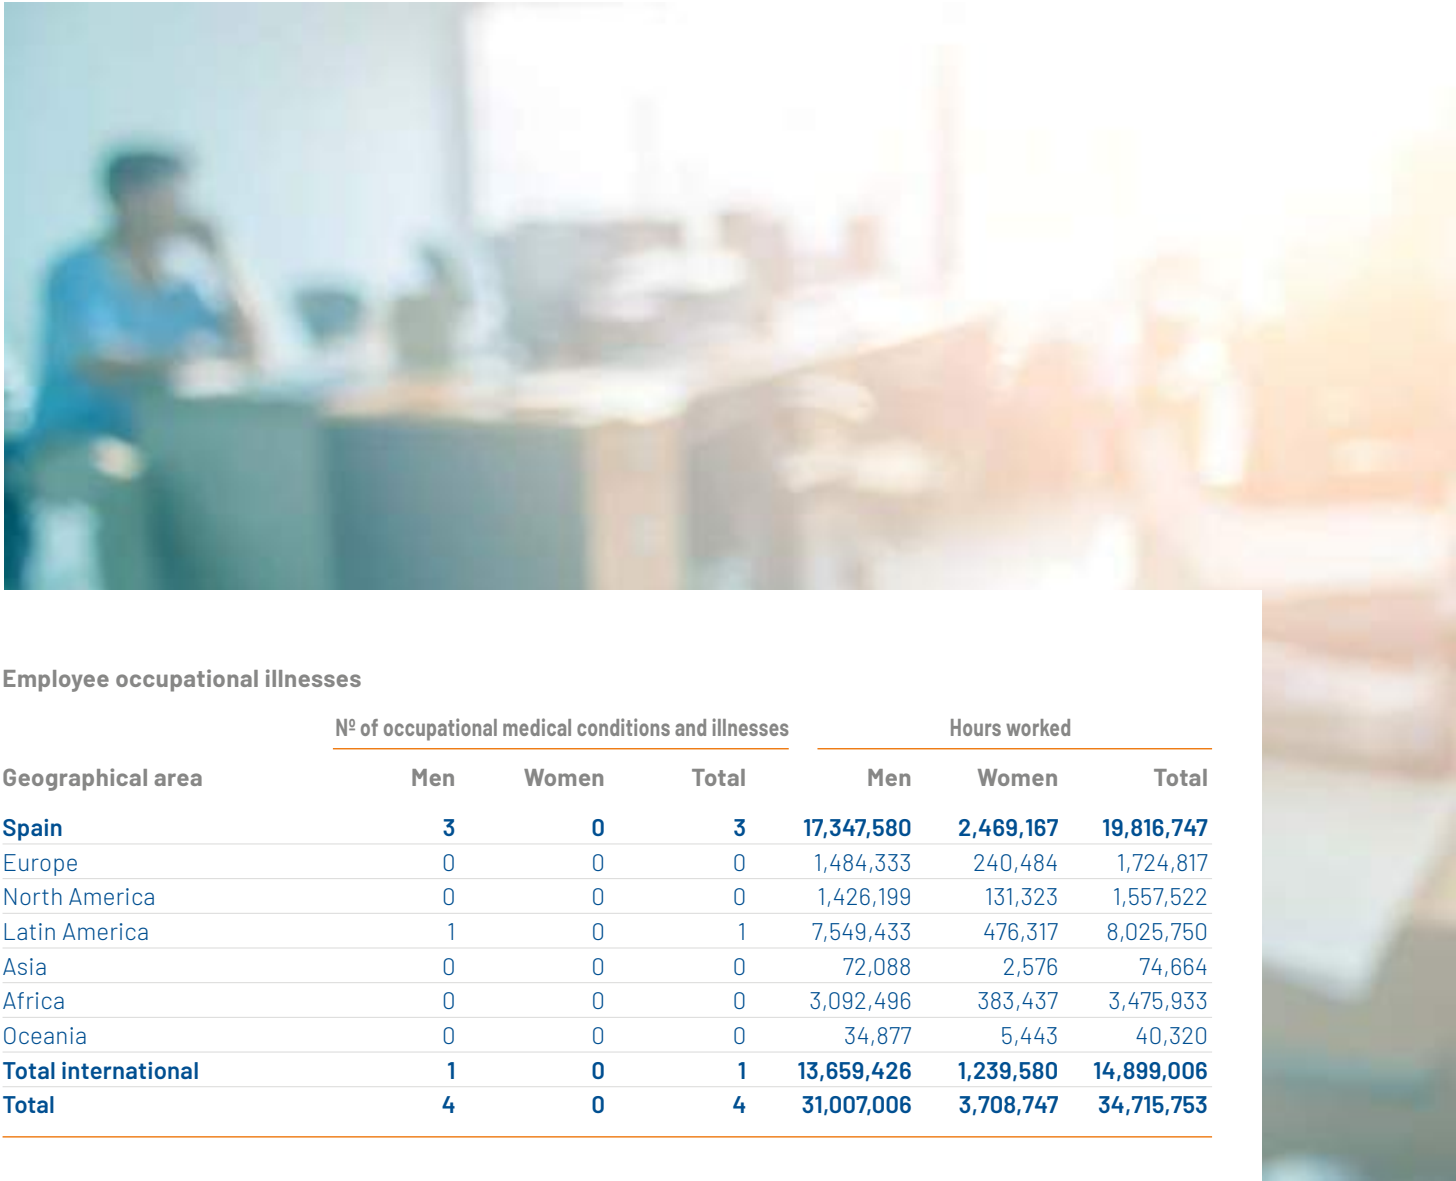 Employee occupational illnesses
Nº of occupational medical conditions and illnesses Hours worked
Geographical area Men Women Total Men Women Total
Spain 3 0 3 17,347,580 2,469,167 19,816,747
Europe 0 0 0 1,484,333 240,484 1,724,817
North America 0 0 0 1,426,199 131,323 1,557,522
Latin America 1 0 1 7,549,433 476,317 8,025,750
Asia 0 0 0 72,088 2,576 74,664
Africa 0 0 0 3,092,496 383,437 3,475,933
Oceania 0 0 0 34,877 5,443 40,320
Total international 1 0 1 13,659,426 1,239,580 14,899,006
Total 4 0 4 31,007,006 3,708,747 34,715,753